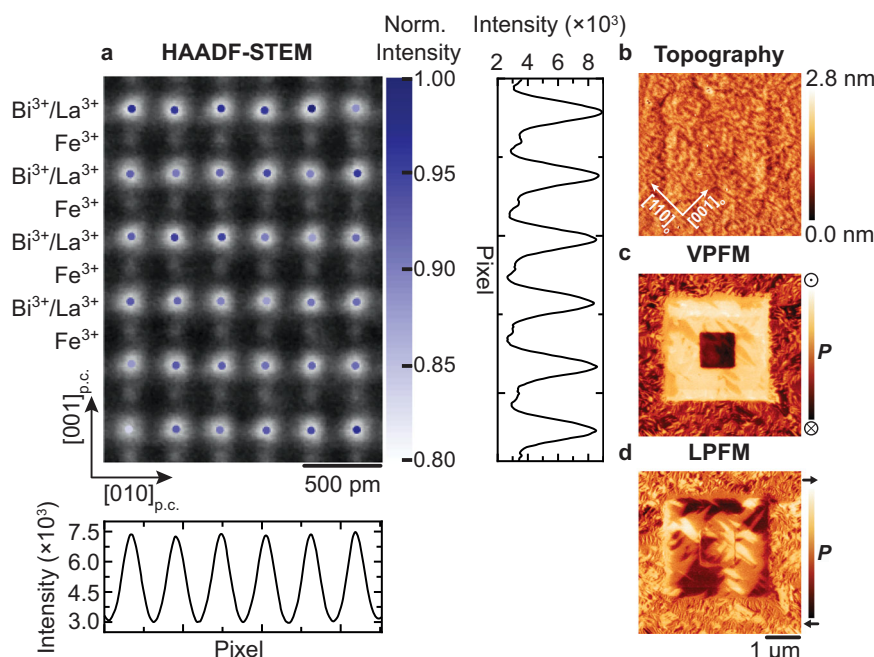 a HAADF-STEM
Norm. Intensity
Bi³⁺/La³⁺
Fe³⁺
Bi³⁺/La³⁺
Fe³⁺
Bi³⁺/La³⁺
Fe³⁺
Bi³⁺/La³⁺
Fe³⁺
[001]p.c.
[010]p.c.
500 pm
1.00
0.95
0.90
0.85
0.80
Intensity (×10³)
2 4 6 8
Pixel
Intensity (×10³)
7.5
6.0
4.5
3.0
Pixel
b Topography
2.8 nm
0.0 nm
[1̄10]o
[001]o
c VPFM
P
d LPFM
P
1 μm